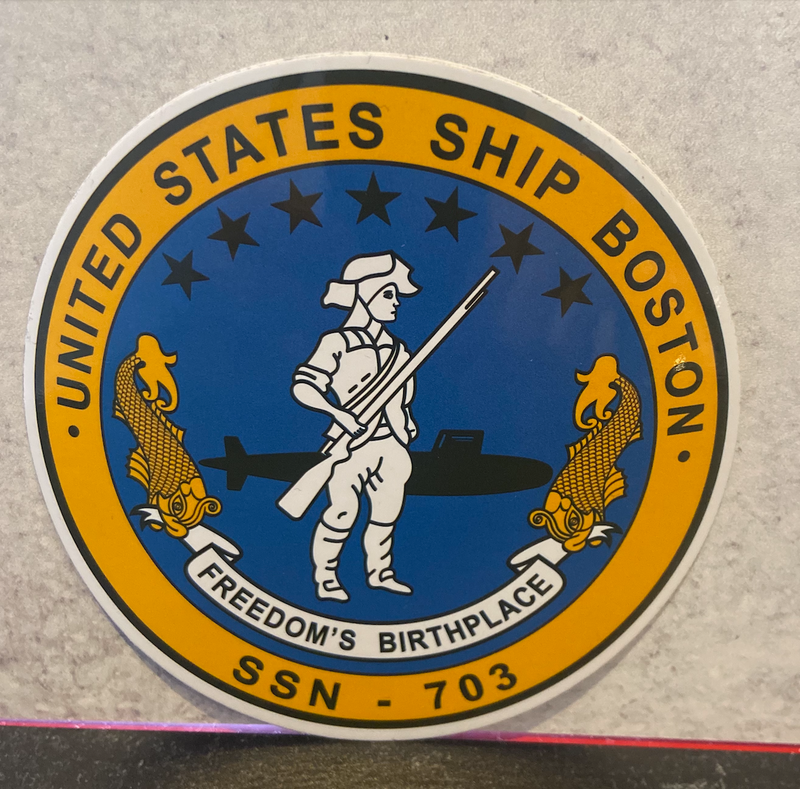 • UNITED STATES SHIP BOSTON •
FREEDOM'S BIRTHPLACE
SSN - 703